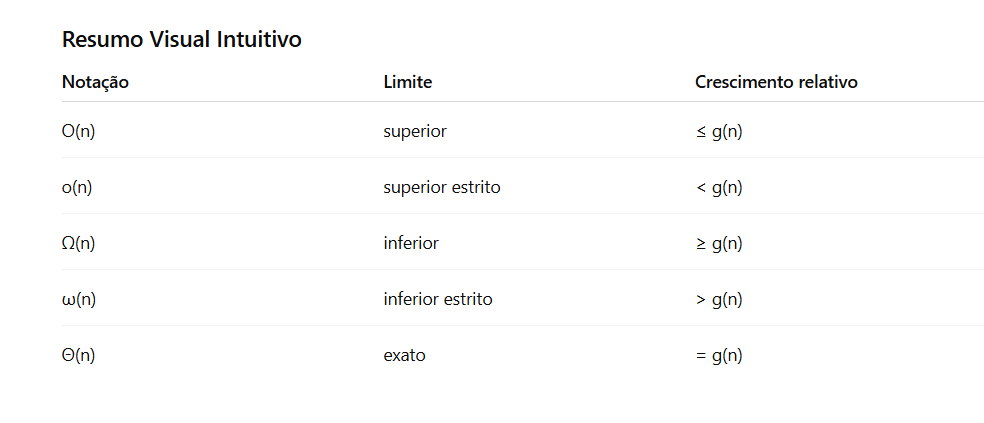 Resumo Visual Intuitivo
Notação Limite Crescimento relativo
O(n) superior ≤ g(n)
o(n) superior estrito < g(n)
Ω(n) inferior ≥ g(n)
ω(n) inferior estrito > g(n)
Θ(n) exato = g(n)